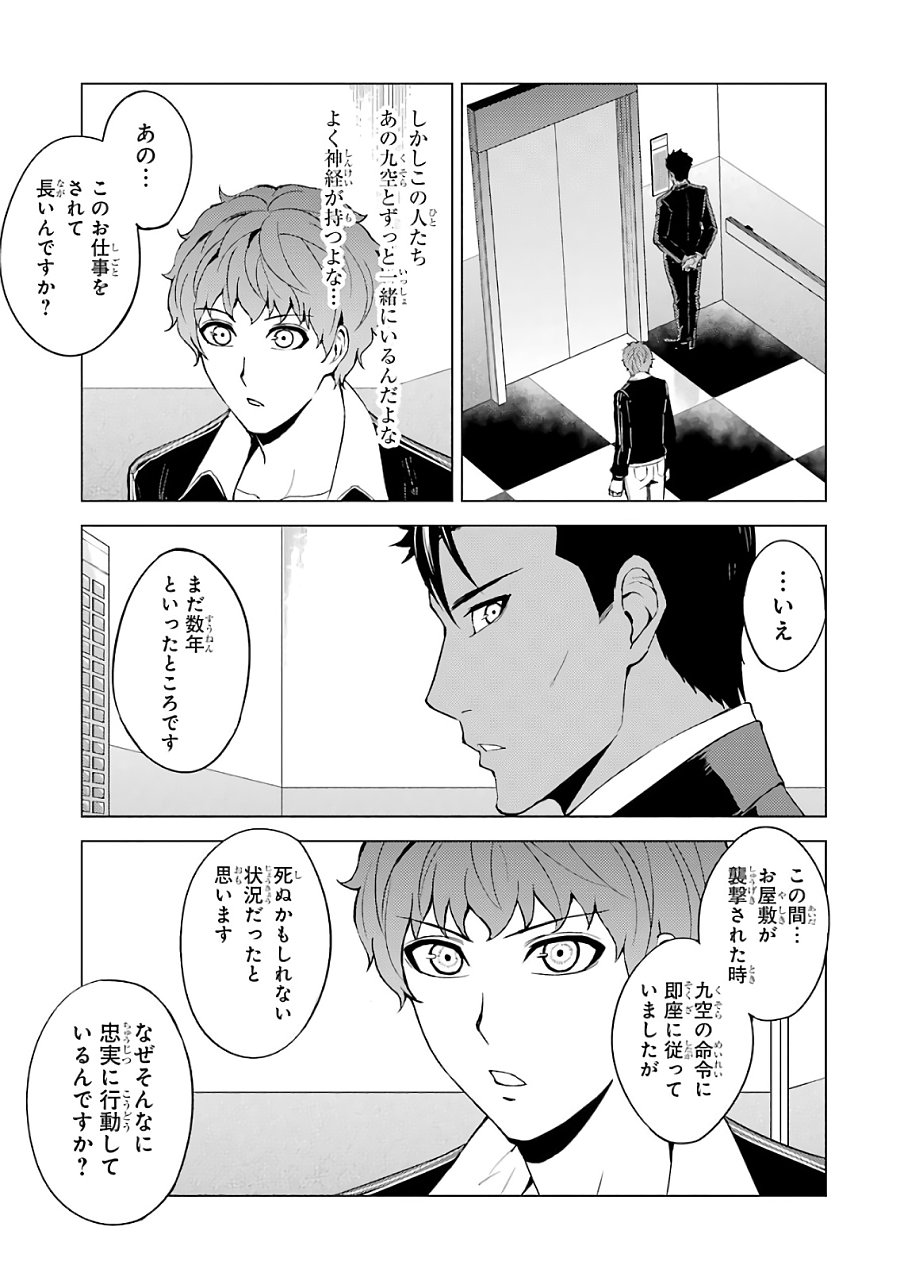 しかしこの人たち
あの九空とずっと一緒にいるんだよな
よく神経が持つよな…
あの…
このお仕事を
されて
長いんですか？
…いえ
まだ数年
といったところです
この間…
お屋敷が
襲撃された時
九空の命令に
即座に従って
いましたが
死ぬかもしれない
状況だったと
思います
なぜそんなに
忠実に行動して
いるんですか？